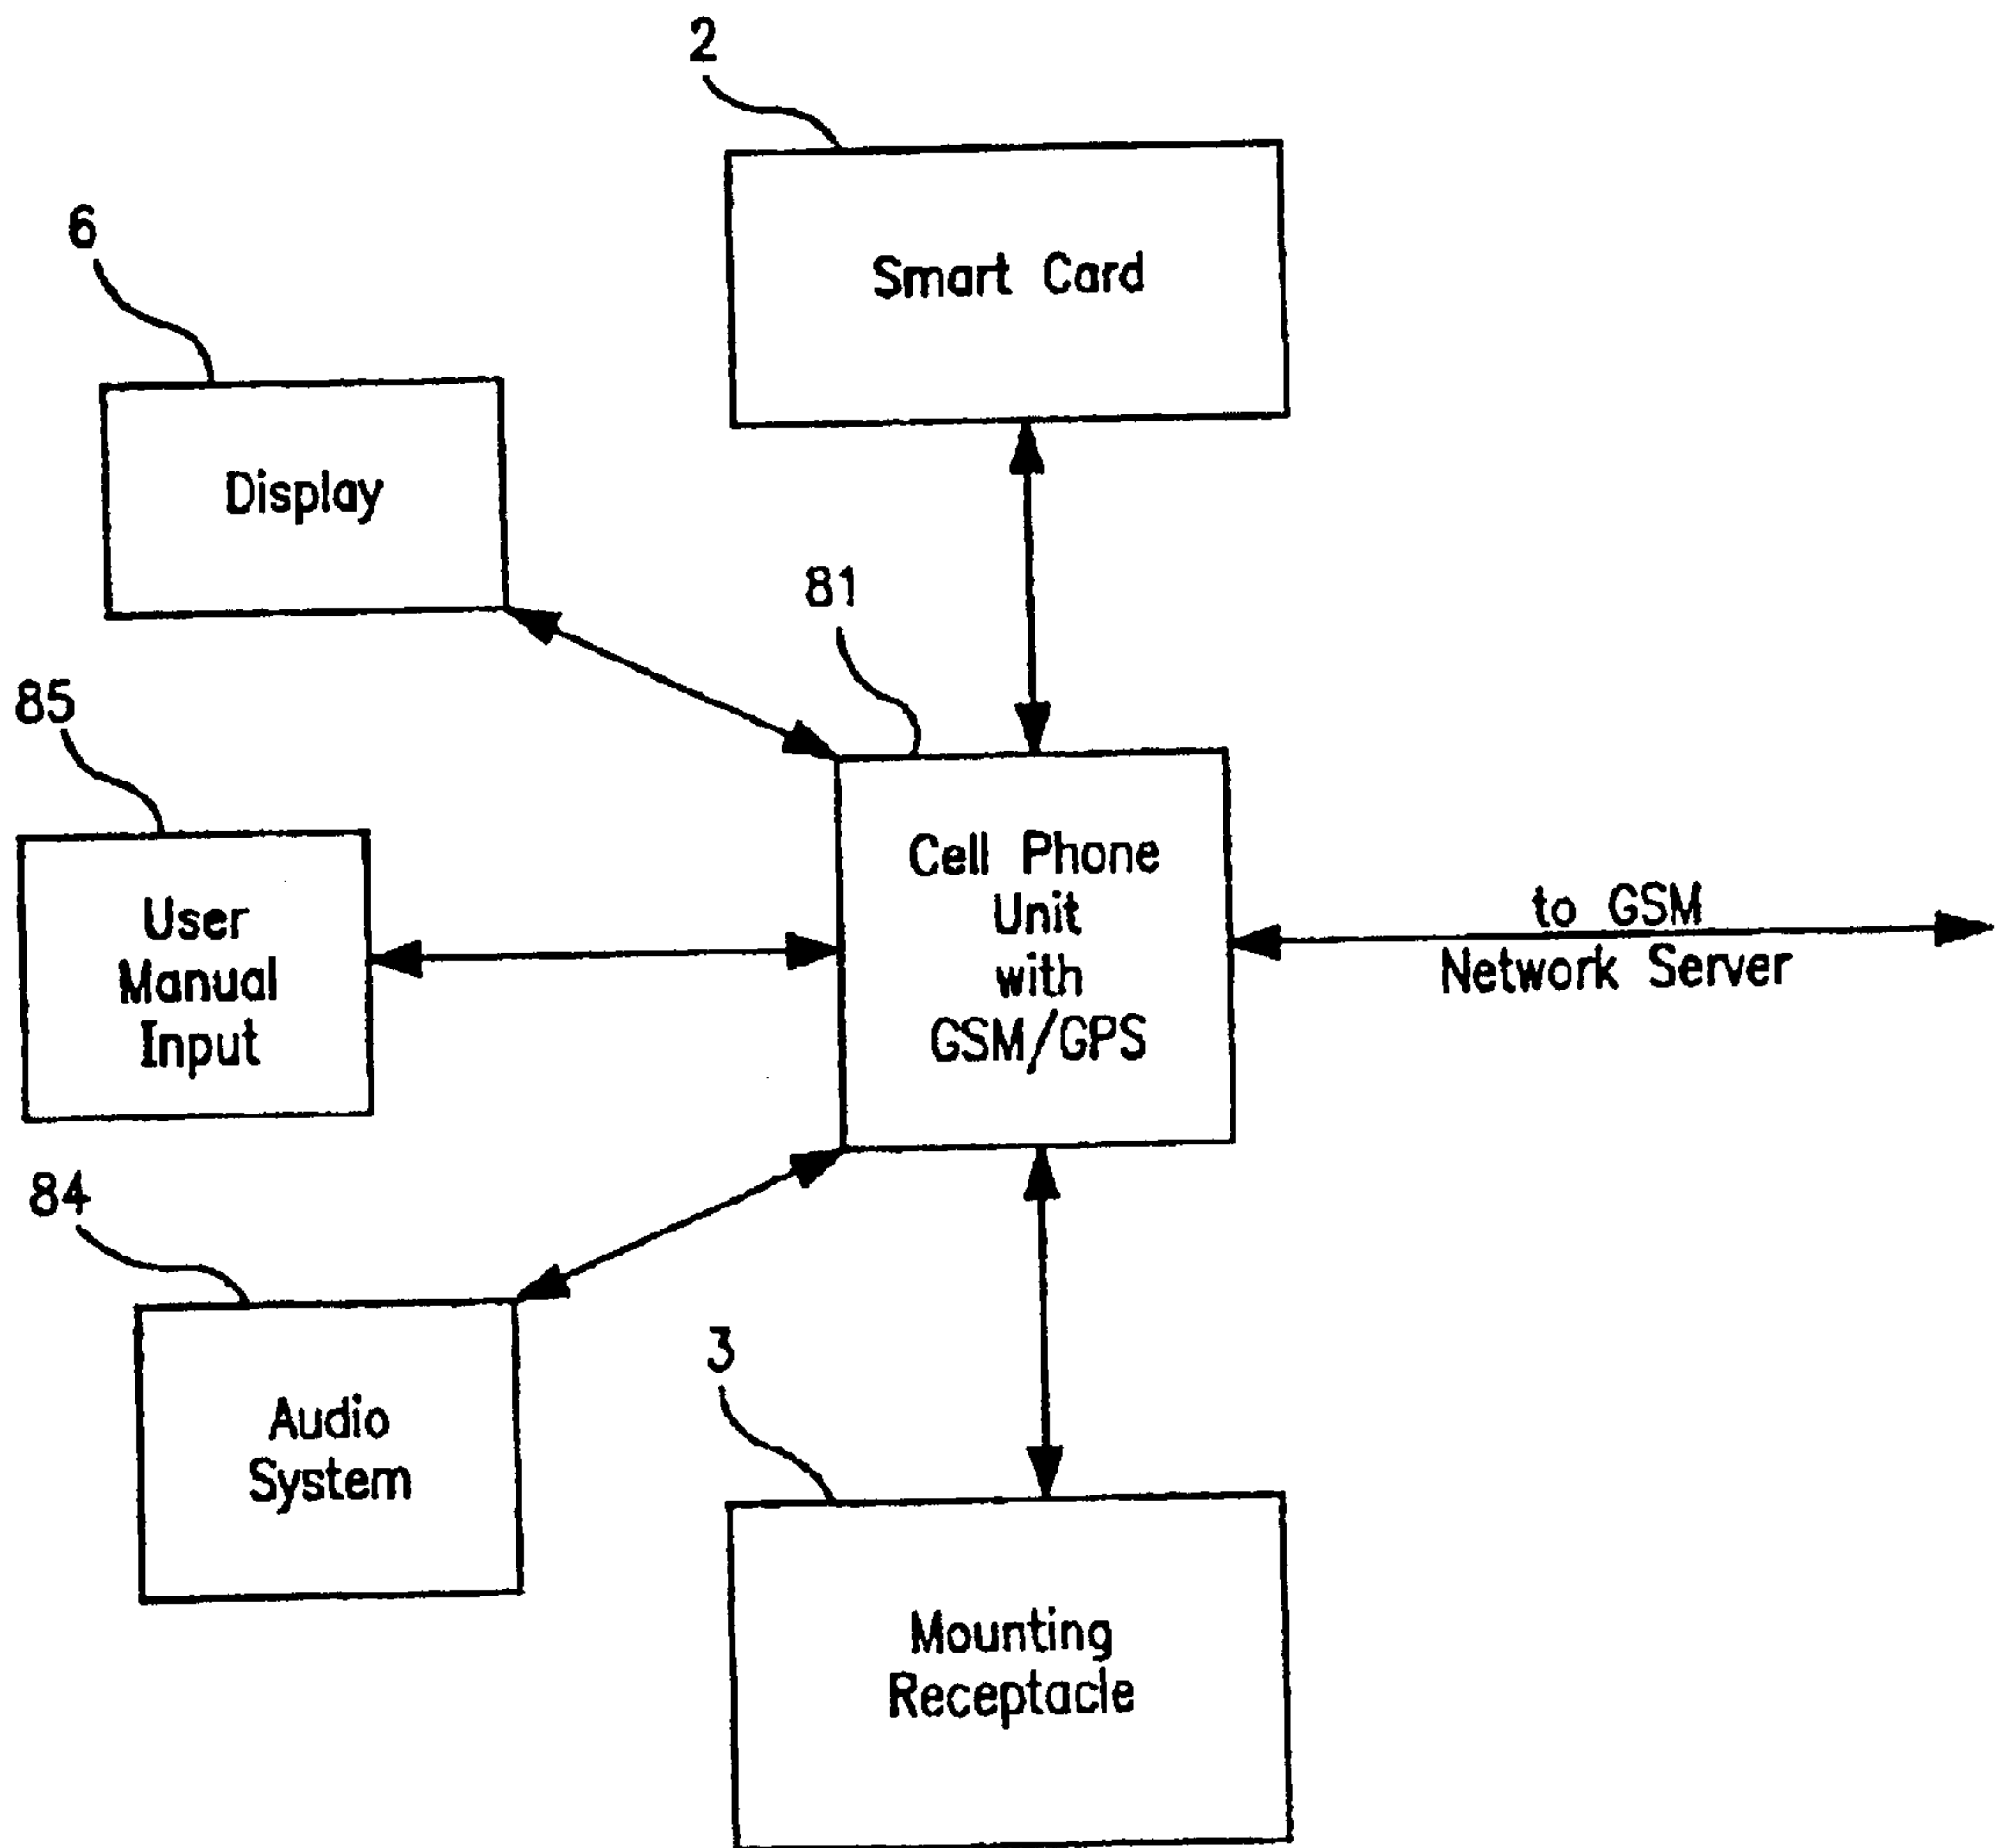 2
Smart Card
6
Display
81
85
Cell Phone
Unit
with
GSM/GPS
User
Manual
Input
to GSM
Network Server
84
Audio
System
3
Mounting
Receptacle